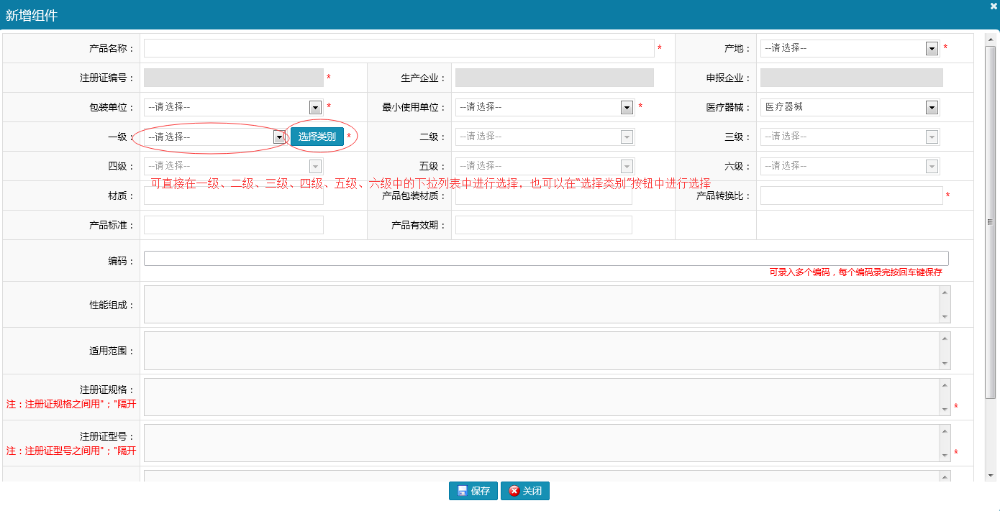 新增组件
产品名称： * 产地： --请选择-- *
注册证编号： * 生产企业： 申报企业：
包装单位： --请选择-- * 最小使用单位： --请选择-- * 医疗器械： 医疗器械
一级： --请选择-- 选择类别 * 二级： --请选择-- 三级： --请选择--
四级： --请选择-- 五级： --请选择-- 六级： --请选择--
可直接在一级、二级、三级、四级、五级、六级中的下拉列表中进行选择，也可以在“选择类别”按钮中进行选择
材质： 产品包装材质： 产品转换比： *
产品标准： 产品有效期：
编码：
可录入多个编码，每个编码录完按回车键保存
性能组成：
适用范围：
注册证规格：
注：注册证规格之间用"；"隔开 *
注册证型号：
注：注册证型号之间用"；"隔开 *
保存 关闭